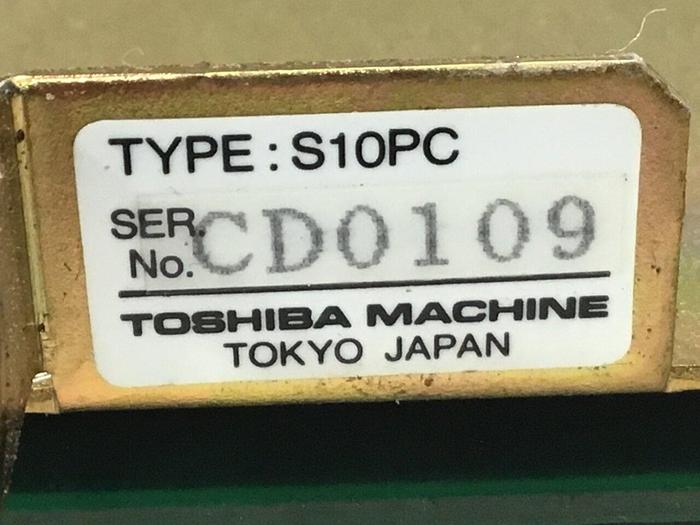 TYPE : S10PC
SER. No. CD0109
TOSHIBA MACHINE
TOKYO JAPAN